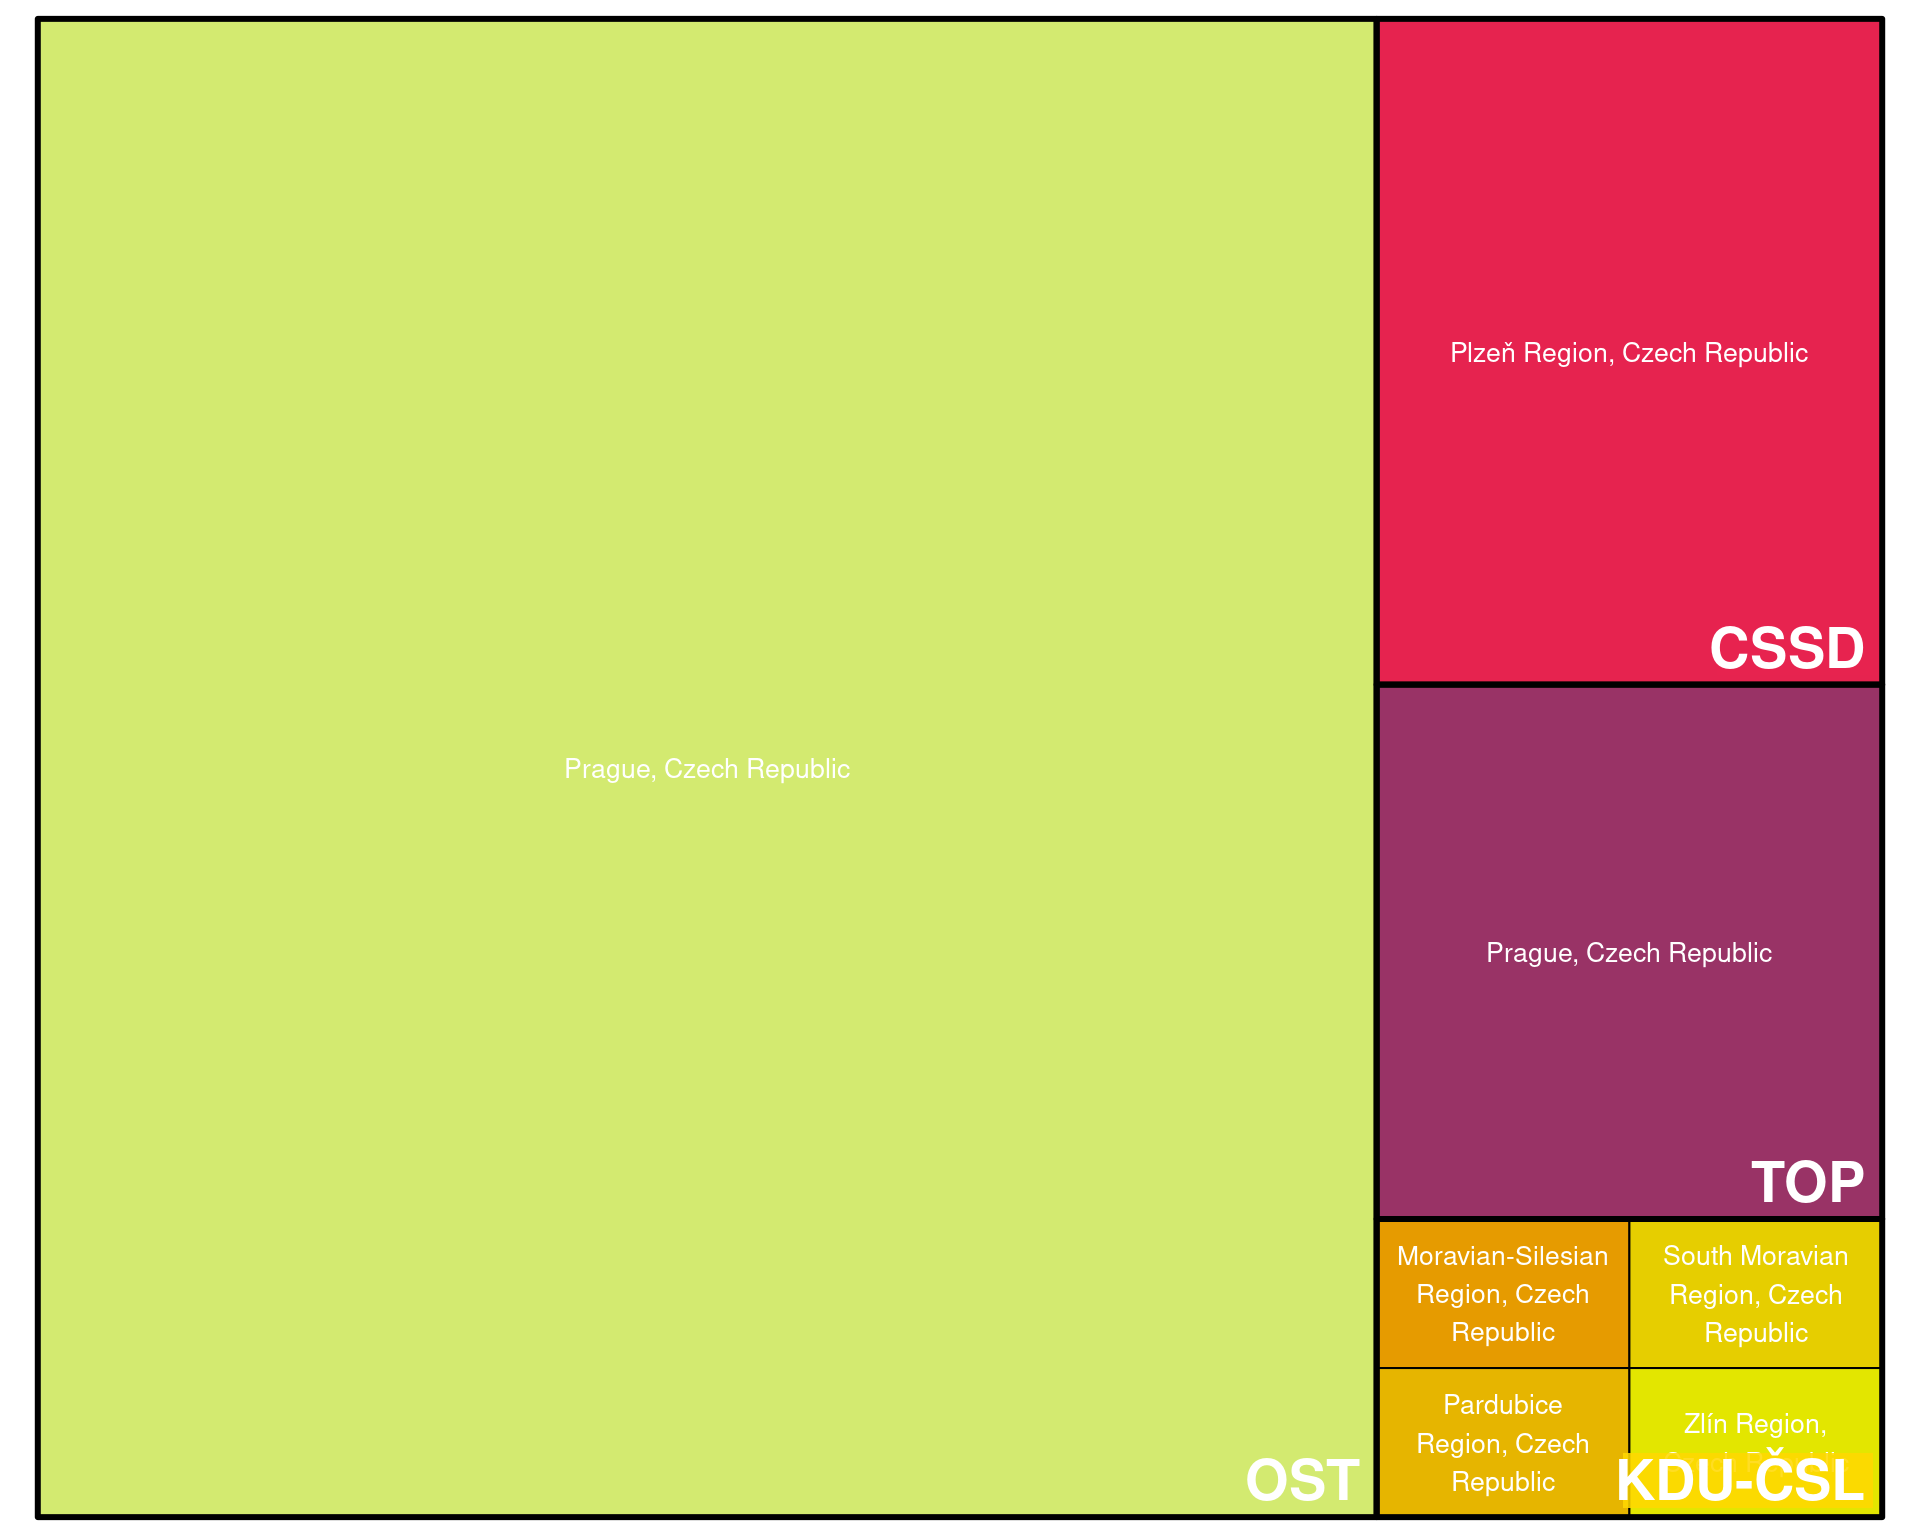 Prague, Czech Republic
OST
Plzeň Region, Czech Republic
CSSD
Prague, Czech Republic
TOP
Moravian-Silesian
Region, Czech
Republic
South Moravian
Region, Czech
Republic
Pardubice
Region, Czech
Republic
Zlín Region,
KDU-ČSL